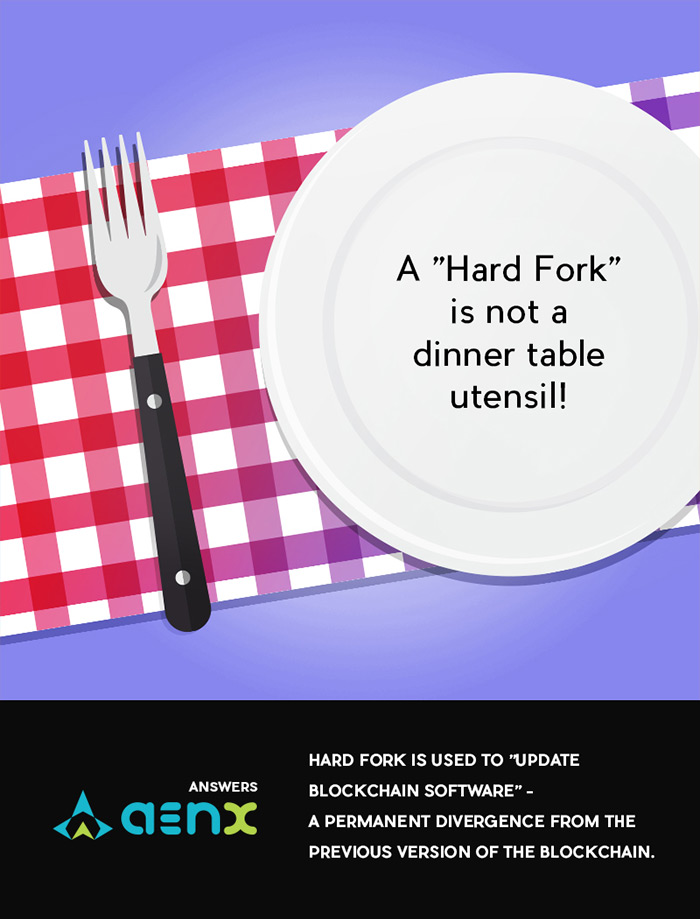 A ”Hard Fork”
is not a
dinner table
utensil!
ANSWERS
aenx
HARD FORK IS USED TO ”UPDATE
BLOCKCHAIN SOFTWARE” -
A PERMANENT DIVERGENCE FROM THE
PREVIOUS VERSION OF THE BLOCKCHAIN.